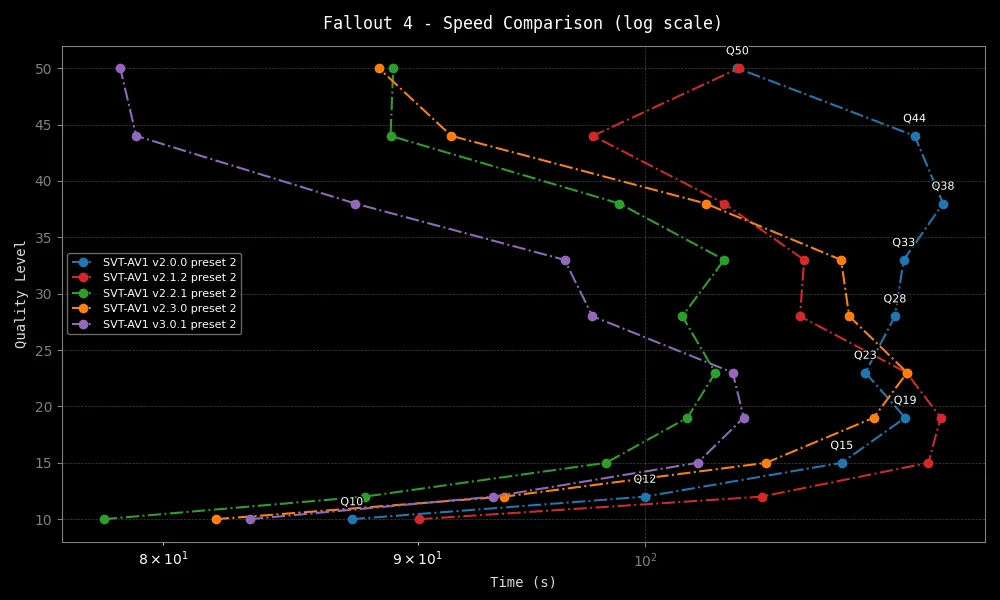 Fallout 4 - Speed Comparison (log scale)
Quality Level
50
45
40
35
30
25
20
15
10
Q50
Q44
Q38
Q33
Q28
Q23
Q19
Q15
Q12
Q10
SVT-AV1 v2.0.0 preset 2
SVT-AV1 v2.1.2 preset 2
SVT-AV1 v2.2.1 preset 2
SVT-AV1 v2.3.0 preset 2
SVT-AV1 v3.0.1 preset 2
8 × 10¹
9 × 10¹
10²
Time (s)